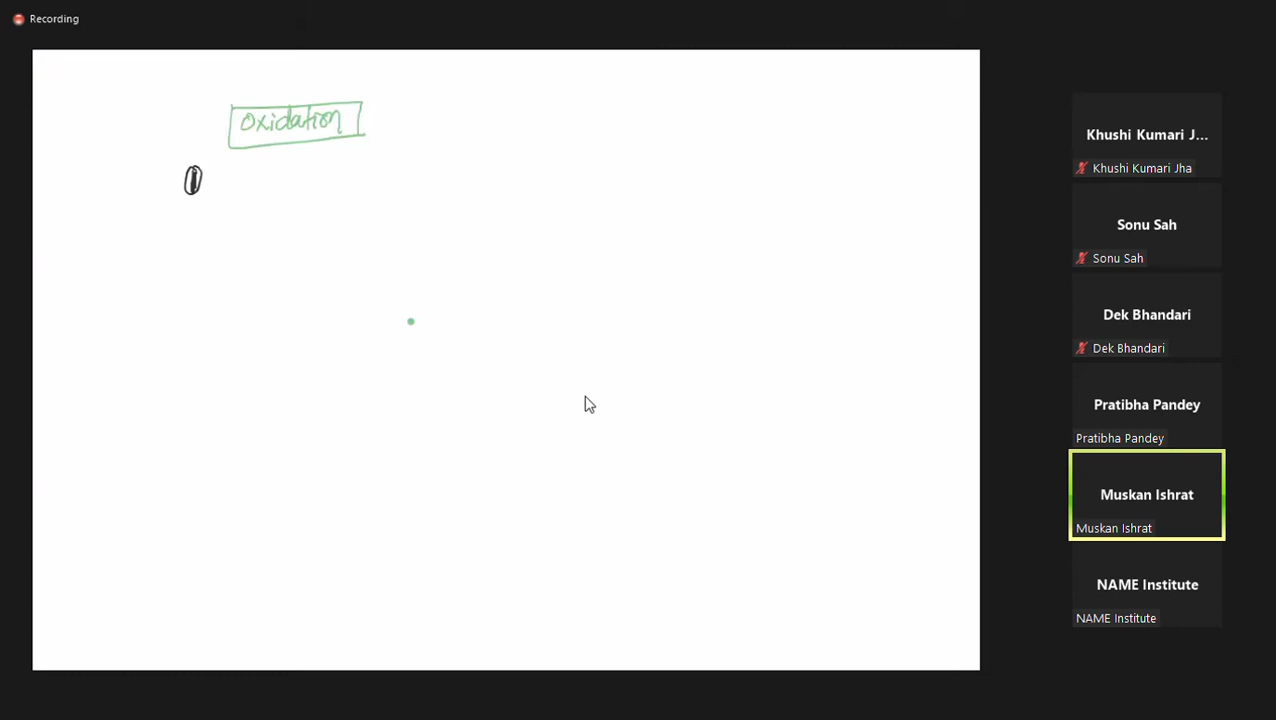 Recording
oxidation
Khushi Kumari J...
Khushi Kumari Jha
Sonu Sah
Sonu Sah
Dek Bhandari
Dek Bhandari
Pratibha Pandey
Pratibha Pandey
Muskan Ishrat
Muskan Ishrat
NAME Institute
NAME Institute